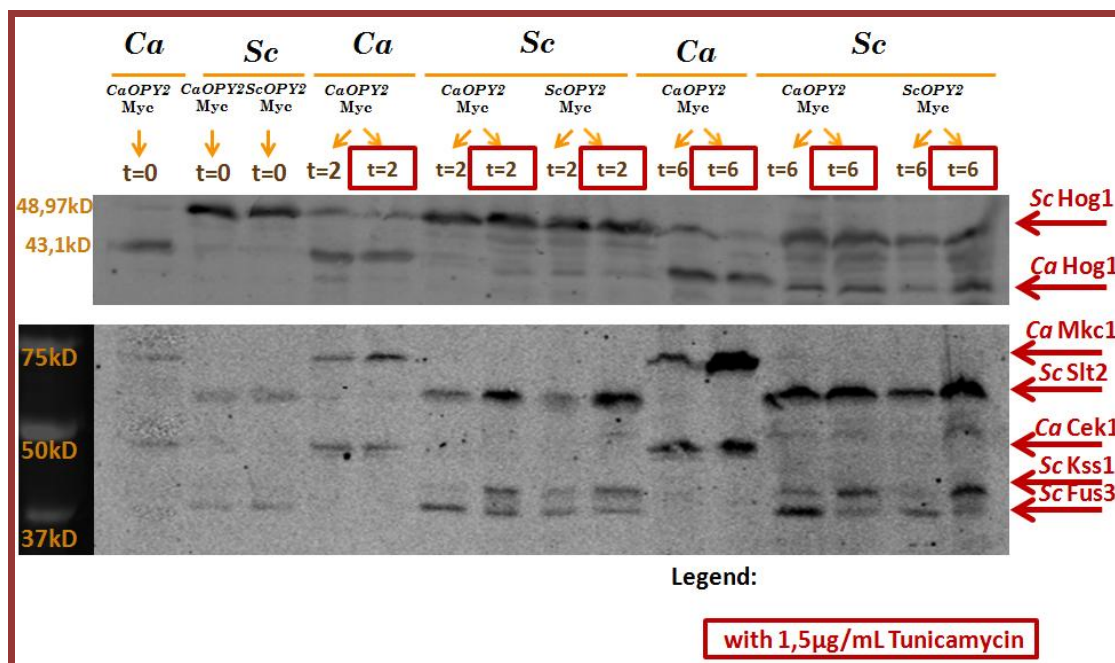 Ca Sc Ca Sc Ca Sc
CaOPY2 Myc CaOPY2 Myc ScOPY2 Myc CaOPY2 Myc CaOPY2 Myc ScOPY2 Myc CaOPY2 Myc CaOPY2 Myc ScOPY2 Myc
t=0 t=0 t=0 t=2 t=2 t=2 t=2 t=2 t=2 t=6 t=6 t=6 t=6 t=6 t=6
48,97kD
Sc Hog1
43,1kD
Ca Hog1
Ca Mkc1
75kD
Sc Slt2
Ca Cek1
50kD
Sc Kss1
Sc Fus3
37kD
Legend:
with 1,5µg/mL Tunicamycin